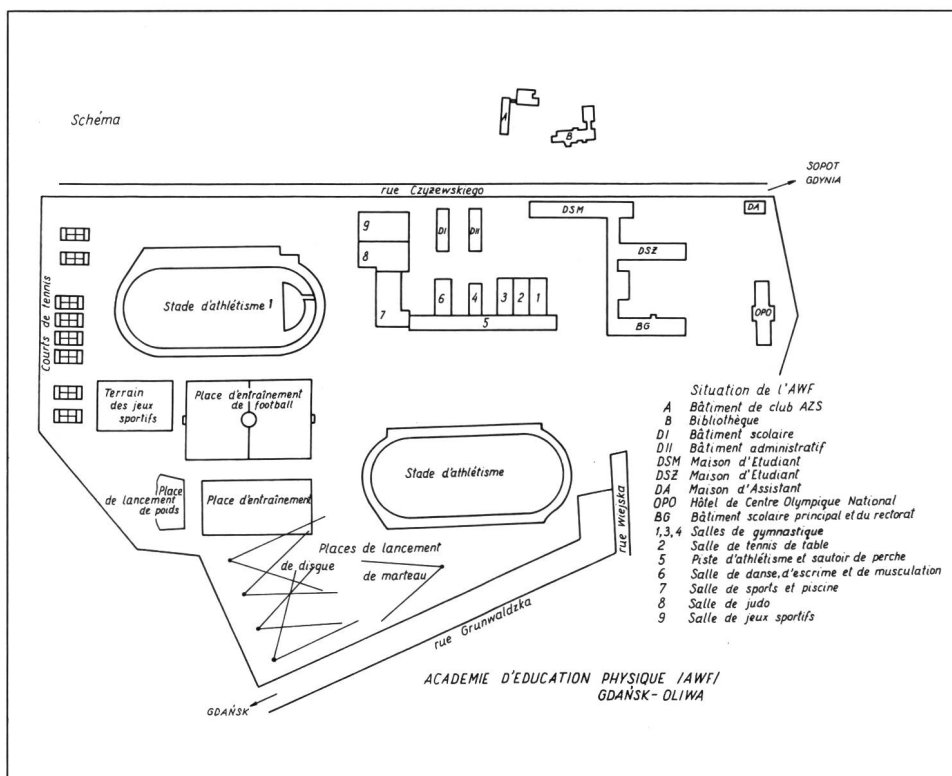 Schéma
A
B
SOPOT
GDYNIA
rue Czyżewskiego
DSM
DA
9
DI
DII
8
DSŻ
Courts de tennis
Stade d'athlétisme 1
6
4
3
2
1
7
5
OPO
BG
Terrain
des jeux
sportifs
Place d'entraînement
de football
Stade d'athlétisme
Place
de lancement
de poids
Place d'entraînement
Places de lancement
de disque
de marteau
rue Wiejska
rue Grunwaldzka
GDAŃSK
Situation de l'AWF
A Bâtiment de club AZS
B Bibliothèque
DI Bâtiment scolaire
DII Bâtiment administratif
DSM Maison d'Etudiant
DSŻ Maison d'Etudiant
DA Maison d'Assistant
OPO Hôtel de Centre Olympique National
BG Bâtiment scolaire principal et du rectorat
1,3,4 Salles de gymnastique
2 Salle de tennis de table
5 Piste d'athlétisme et sautoir de perche
6 Salle de danse, d'escrime et de musculation
7 Salle de sports et piscine
8 Salle de judo
9 Salle de jeux sportifs
ACADEMIE D'EDUCATION PHYSIQUE /AWF/
GDAŃSK-OLIWA